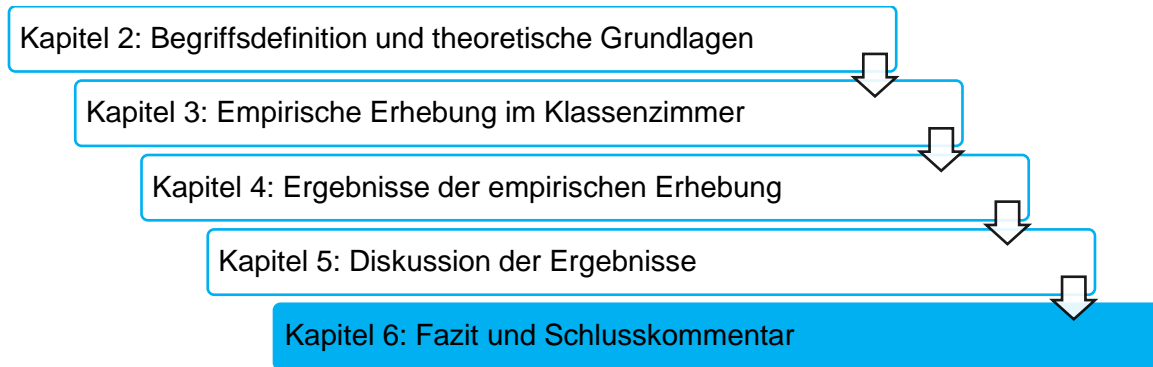 Kapitel 2: Begriffsdefinition und theoretische Grundlagen
Kapitel 3: Empirische Erhebung im Klassenzimmer
Kapitel 4: Ergebnisse der empirischen Erhebung
Kapitel 5: Diskussion der Ergebnisse
Kapitel 6: Fazit und Schlusskommentar